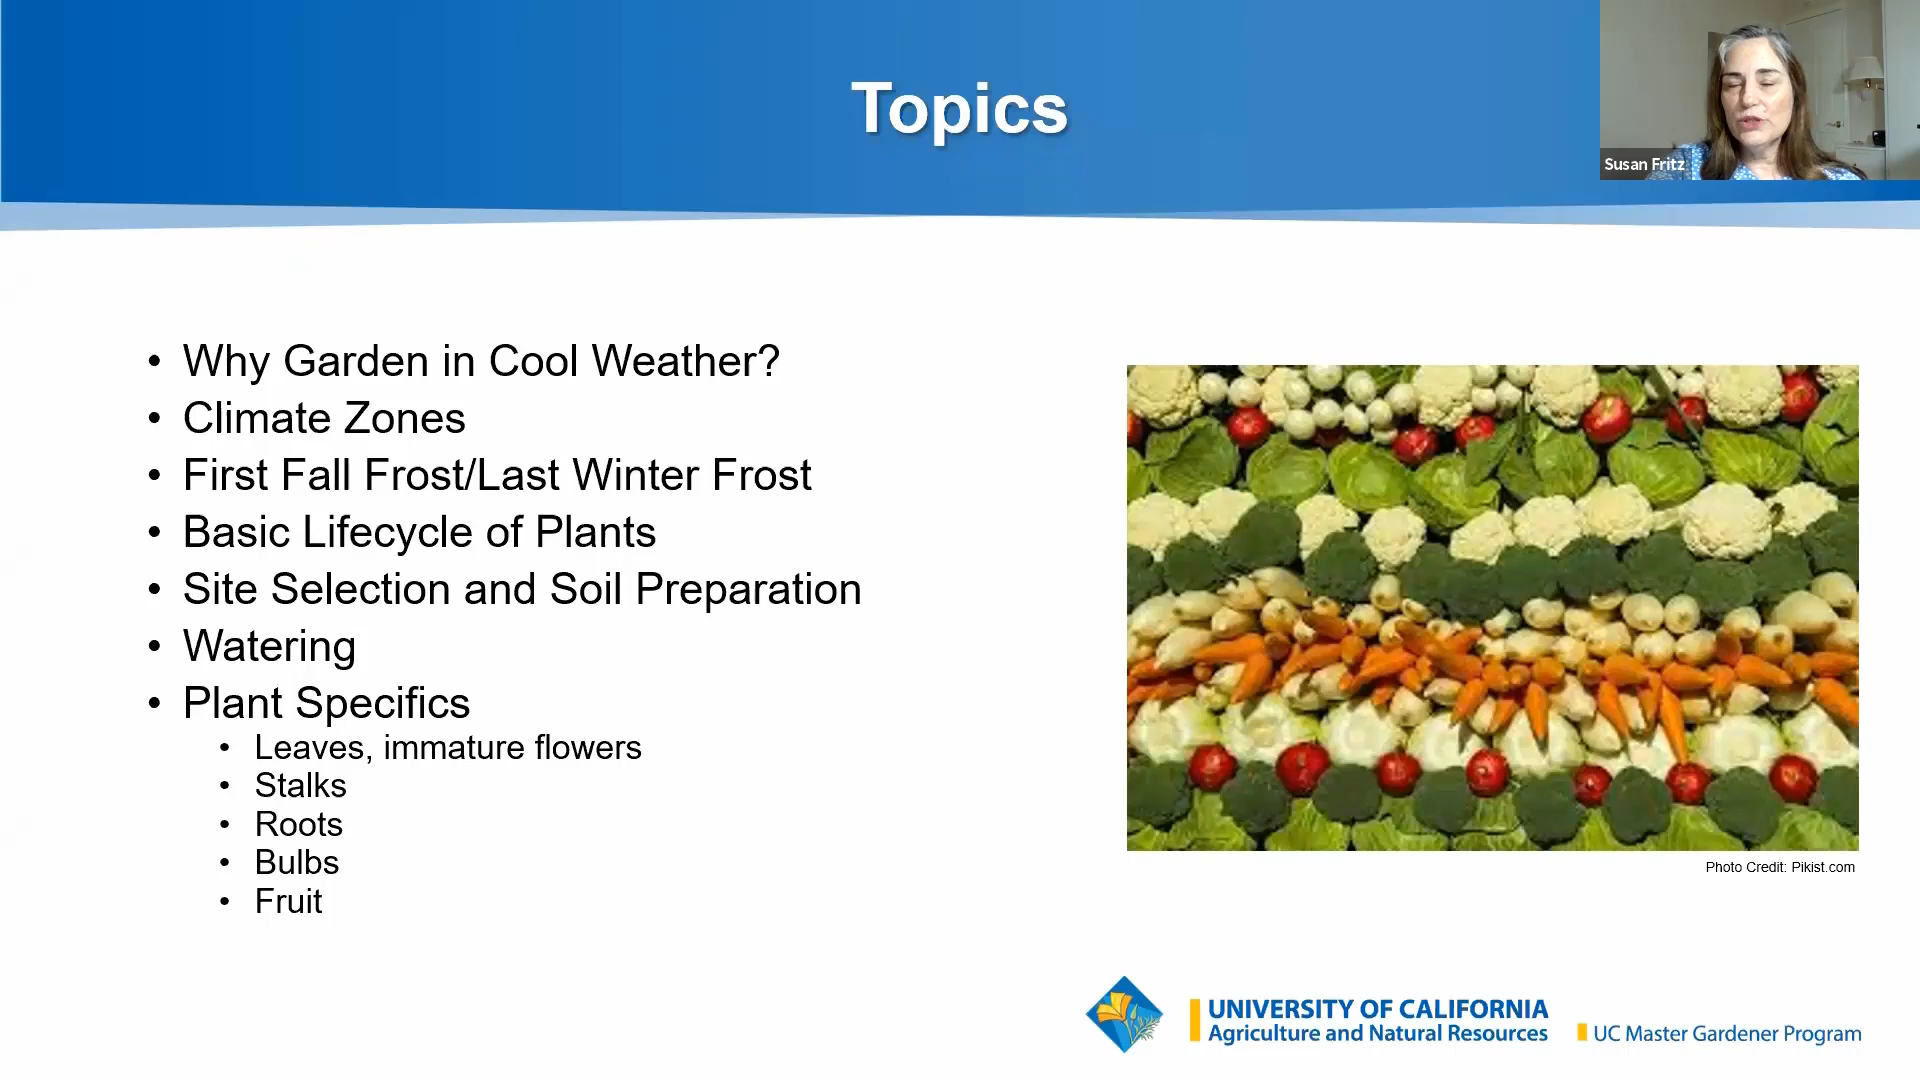 Topics
Susan Fritz
• Why Garden in Cool Weather?
• Climate Zones
• First Fall Frost/Last Winter Frost
• Basic Lifecycle of Plants
• Site Selection and Soil Preparation
• Watering
• Plant Specifics
• Leaves, immature flowers
• Stalks
• Roots
• Bulbs
• Fruit
Photo Credit: Pikist.com
UNIVERSITY OF CALIFORNIA
Agriculture and Natural Resources
UC Master Gardener Program